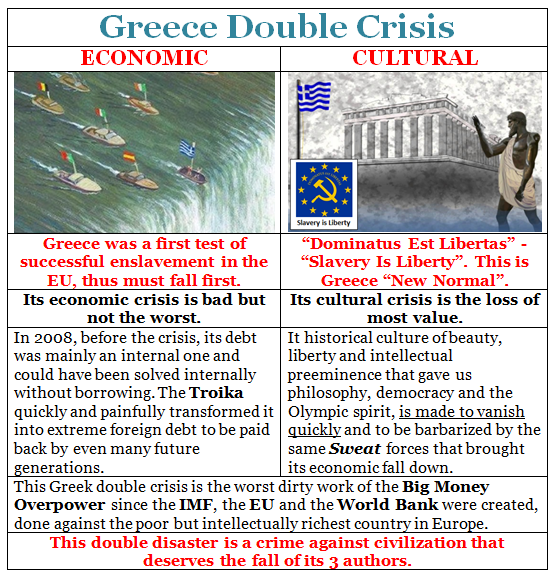 Greece Double Crisis
ECONOMIC
CULTURAL
Slavery is Liberty
Greece was a first test of
successful enslavement in the
EU, thus must fall first.
“Dominatus Est Libertas” -
“Slavery Is Liberty”. This is
Greece “New Normal”.
Its economic crisis is bad but
not the worst.
Its cultural crisis is the loss of
most value.
In 2008, before the crisis, its debt
was mainly an internal one and
could have been solved internally
without borrowing. The Troika
quickly and painfully transformed it
into extreme foreign debt to be paid
back by even many future
generations.
It historical culture of beauty,
liberty and intellectual
preeminence that gave us
philosophy, democracy and the
Olympic spirit, is made to vanish
quickly and to be barbarized by the
same Sweat forces that brought
its economic fall down.
This Greek double crisis is the worst dirty work of the Big Money
Overpower since the IMF, the EU and the World Bank were created,
done against the poor but intellectually richest country in Europe.
This double disaster is a crime against civilization that
deserves the fall of its 3 authors.